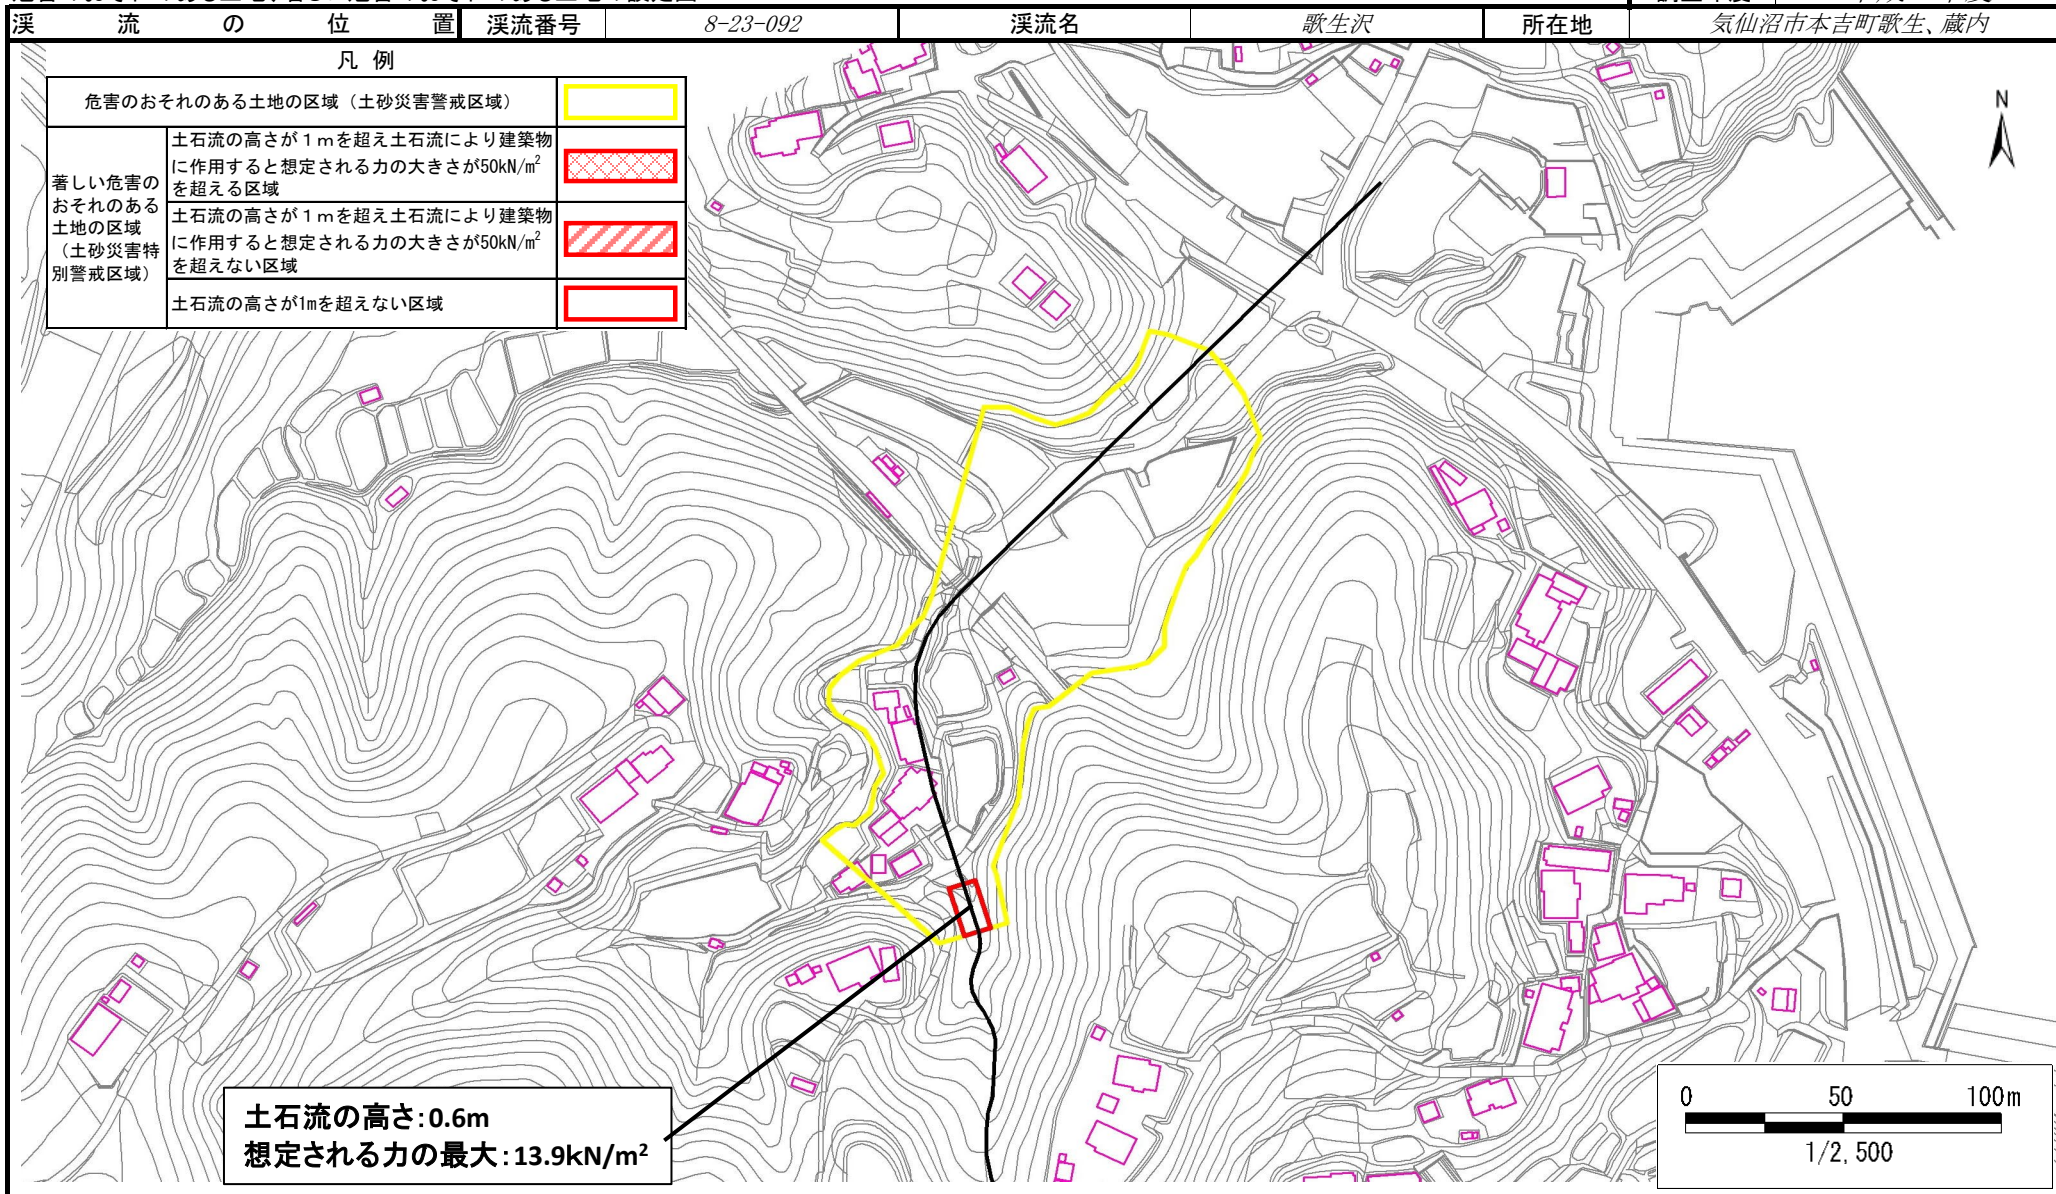 渓流の位置 渓流番号 8-23-092 渓流名 歌生沢 所在地 気仙沼市本吉町歌生、蔵内
凡 例
危害のおそれのある土地の区域（土砂災害警戒区域）
著しい危害の
おそれのある
土地の区域
（土砂災害特
別警戒区域）
土石流の高さが１ｍを超え土石流により建築物
に作用すると想定される力の大きさが50kN/m²
を超える区域
土石流の高さが１ｍを超え土石流により建築物
に作用すると想定される力の大きさが50kN/m²
を超えない区域
土石流の高さが1mを超えない区域
N
土石流の高さ:0.6m
想定される力の最大:13.9kN/m²
0 50 100m
1/2,500